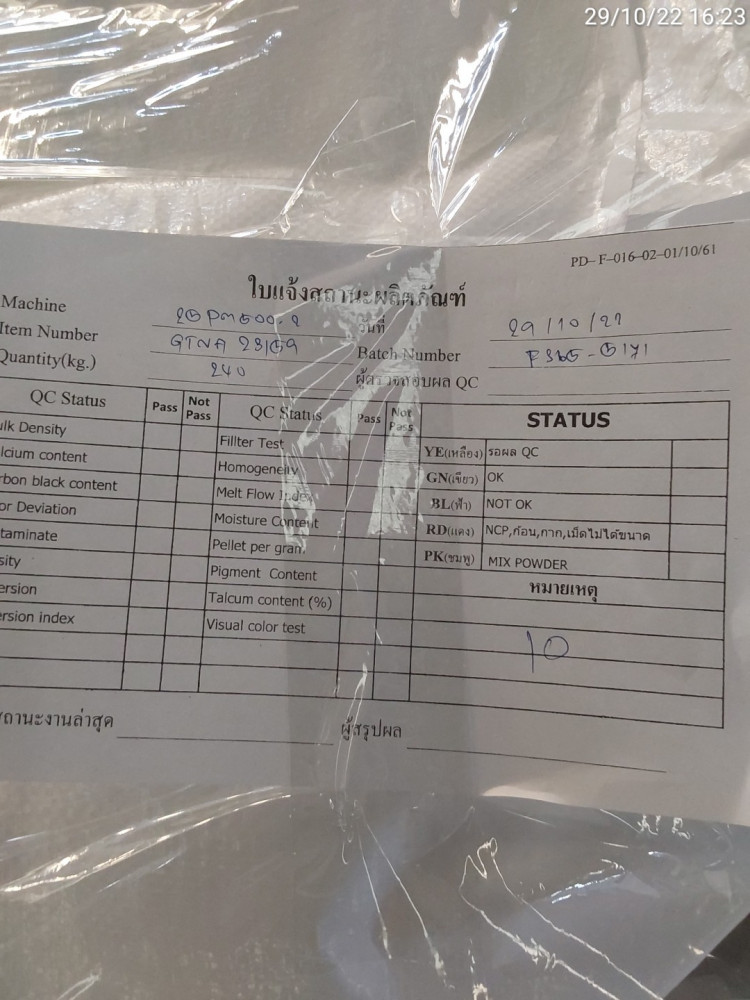 29/10/22 16:23
PD-F-016-02-01/10/61
ใบแจ้งสถานะผลิตภัณฑ์
Machine วันที่ 29/10/
Item Number Batch Number
Quantity(kg.) 240 ผู้ตรวจสอบผล QC
QC Status Pass Not Pass QC Status Pass Not Pass STATUS
ulk Density Fillter Test YE(เหลือง) รอผล QC
lcium content Homogeneity GN(เขียว) OK
rbon black content Melt Flow Index BL(ฟ้า) NOT OK
or Deviation Moisture Content RD(แดง) NCP,ก้อน,กาก,เม็ดไม่ได้ขนาด
taminate Pellet per gram PK(ชมพู) MIX POWDER
sity Pigment Content หมายเหตุ
ersion Talcum content (%)
ersion index Visual color test 10
สถานะงานล่าสุด ผู้สรุปผล